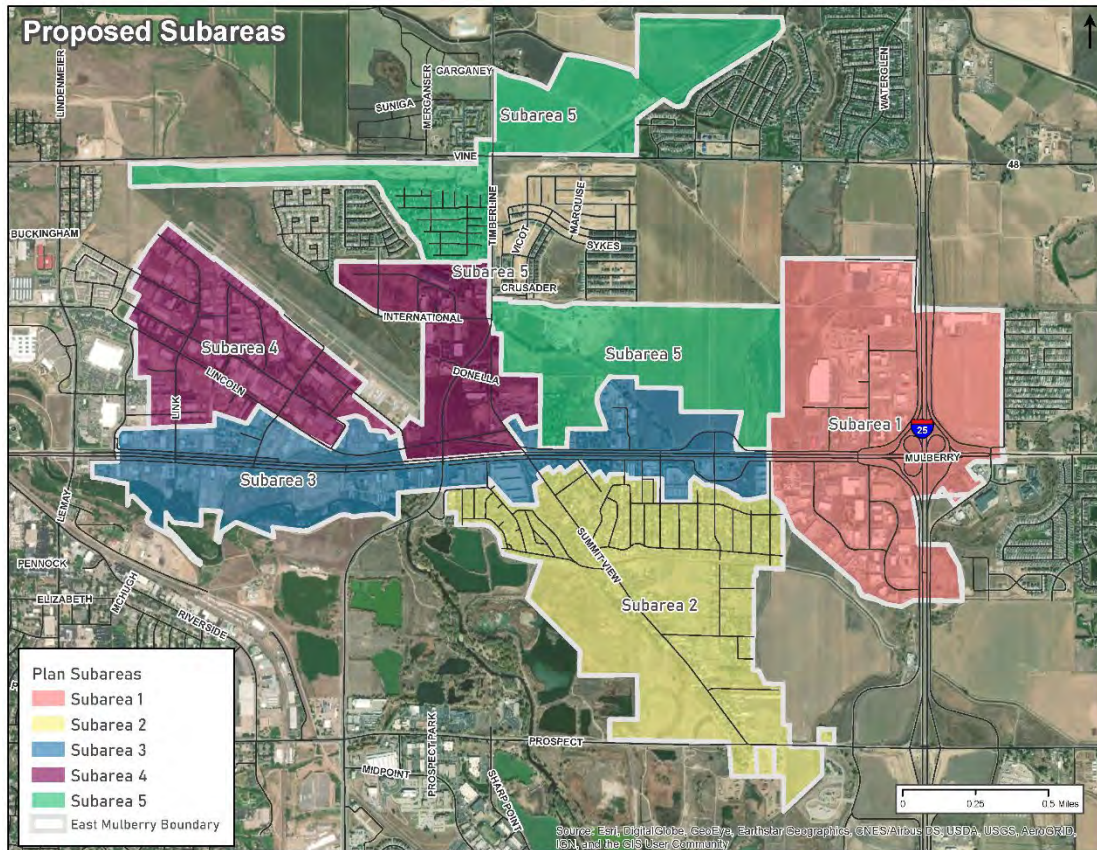 Proposed Subareas
LINDENMEIER
GARGANEY
MERGANSER
SUNIGA
WATERGLEN
Subarea 5
VINE
48
TIMBERLINE
MARQUISE
VICOT
SYKES
BUCKINGHAM
Subarea 5
CRUSADER
INTERNATIONAL
Subarea 4
Subarea 5
DONELLA
LINCOLN
LINK
Subarea 1
25
MULBERRY
Subarea 3
LEMAY
SUMMIT VIEW
PENNOCK
ELIZABETH
MCHUGH
RIVERSIDE
Subarea 2
Plan Subareas
Subarea 1
Subarea 2
Subarea 3
Subarea 4
Subarea 5
East Mulberry Boundary
PROSPECT
MIDPOINT
PROSPECT PARK
SHARP POINT
0 0.25 0.5 Miles
Source: Esri, DigitalGlobe, GeoEye, Earthstar Geographics, CNES/Airbus DS, USDA, USGS, AeroGRID,
IGN, and the GIS User Community